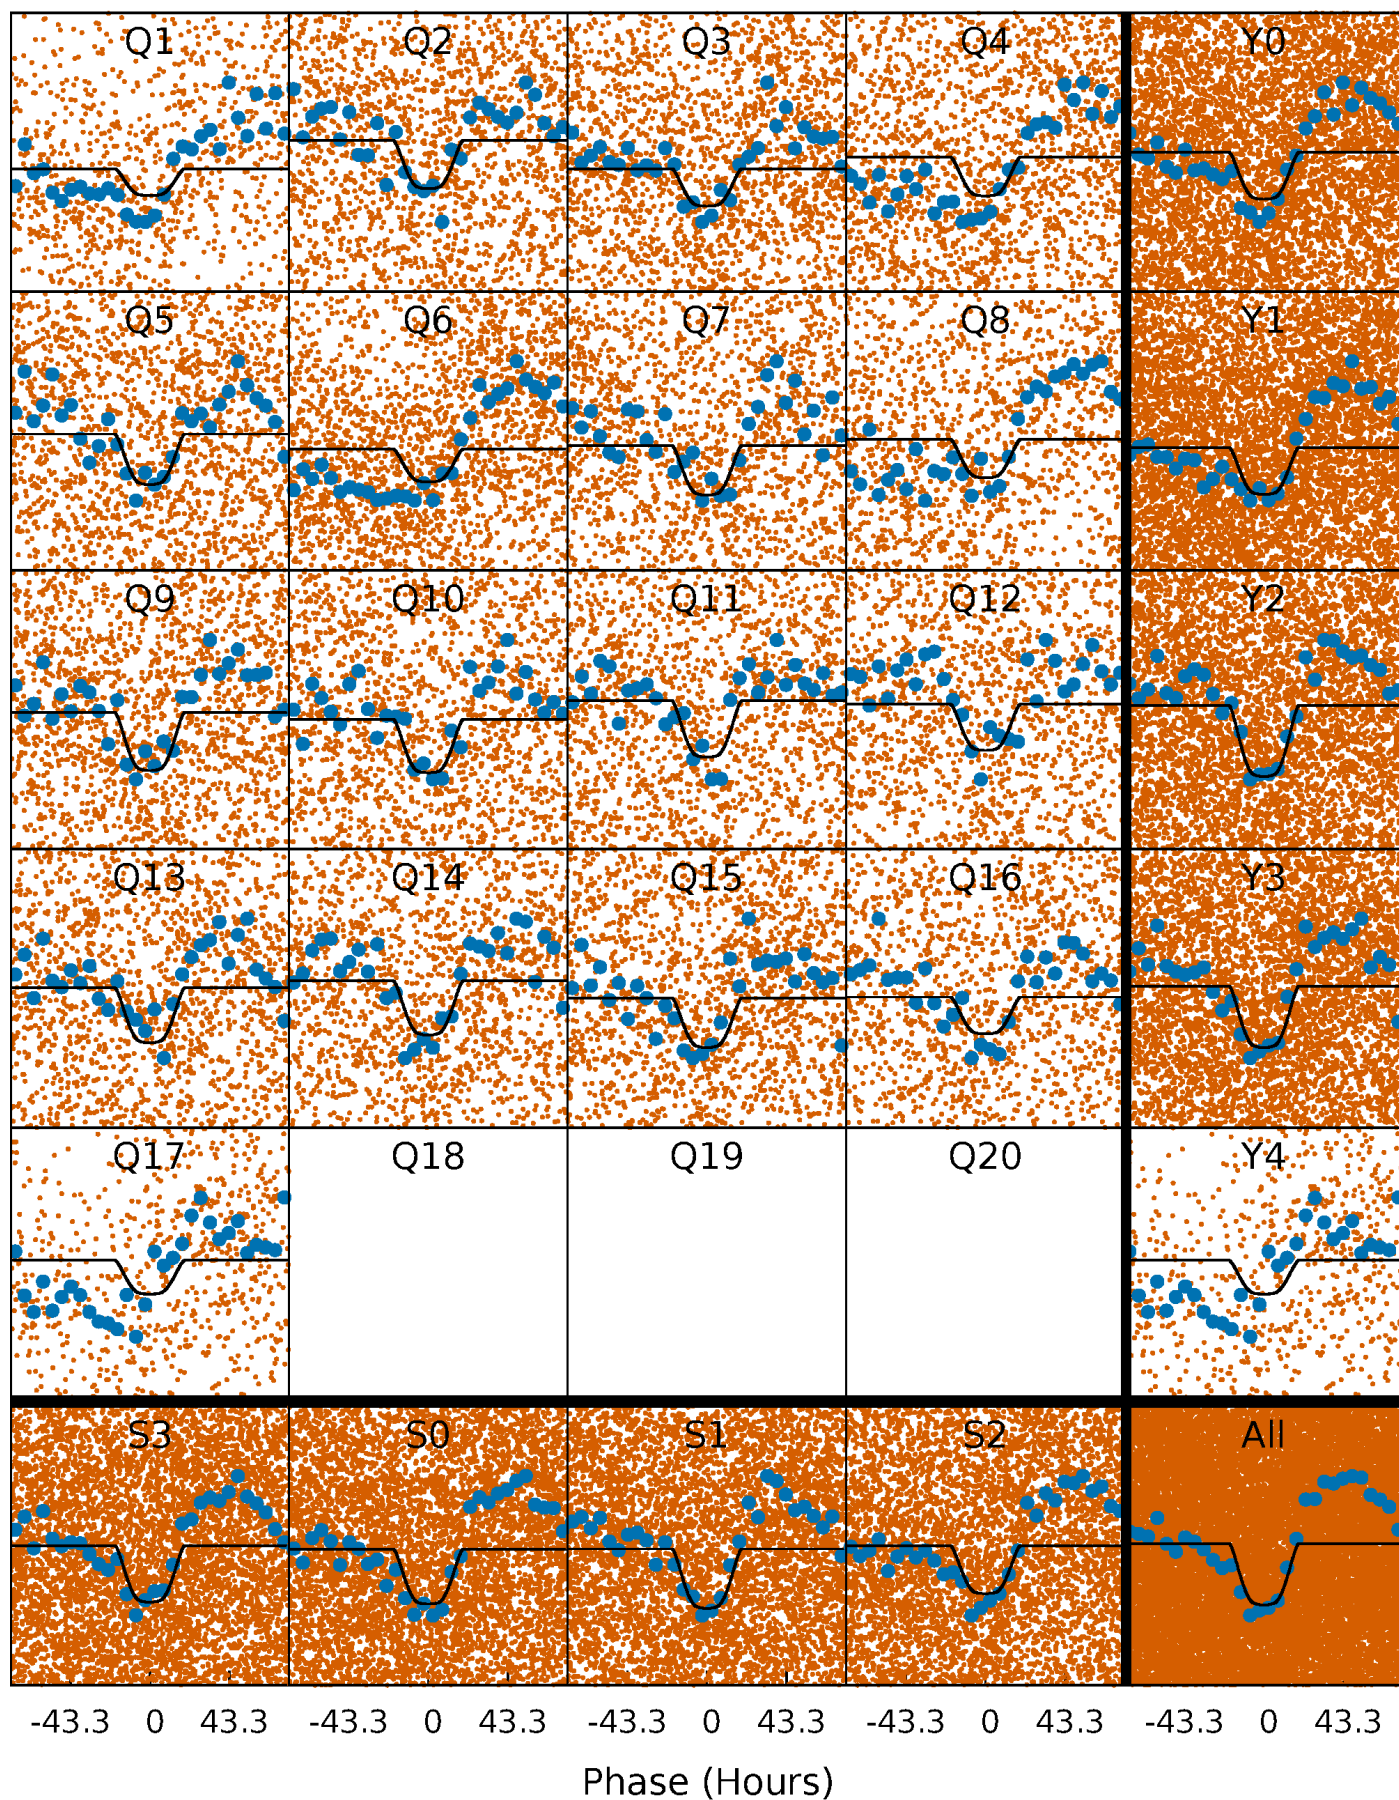 Q1 Q2 Q3 Q4 Y0
Q5 Q6 Q7 Q8 Y1
Q9 Q10 Q11 Q12 Y2
Q13 Q14 Q15 Q16 Y3
Q17 Q18 Q19 Q20 Y4
S3 S0 S1 S2 All
-43.3 0 43.3 -43.3 0 43.3 -43.3 0 43.3 -43.3 0 43.3 -43.3 0 43.3
Phase (Hours)